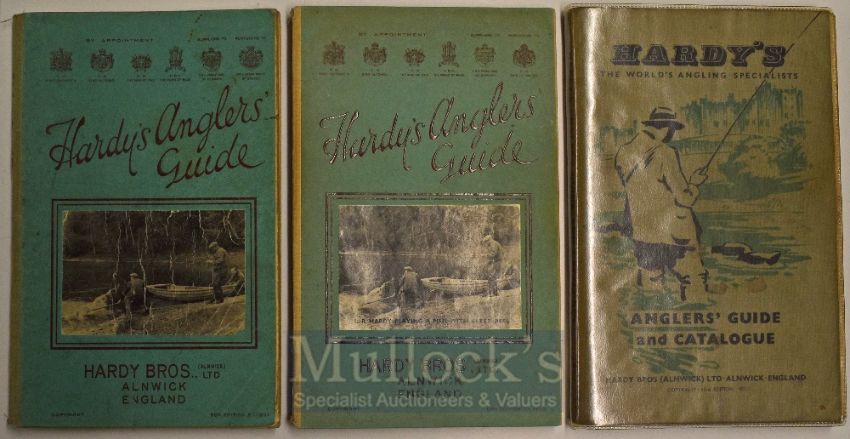 BY APPOINTMENT
Hardy's Anglers'
Guide
HARDY BROS., (ALNWICK) LTD
ALNWICK
ENGLAND
COPYRIGHT
BY APPOINTMENT
Hardy's Anglers'
Guide
HARDY BROS.
ALNWICK
ENGLAND
COPYRIGHT
HARDY'S
THE WORLD'S ANGLING SPECIALISTS
ANGLERS' GUIDE
and CATALOGUE
HARDY BROS (ALNWICK) LTD · ALNWICK · ENGLAND
Mullock's
Specialist Auctioneers & Valuers